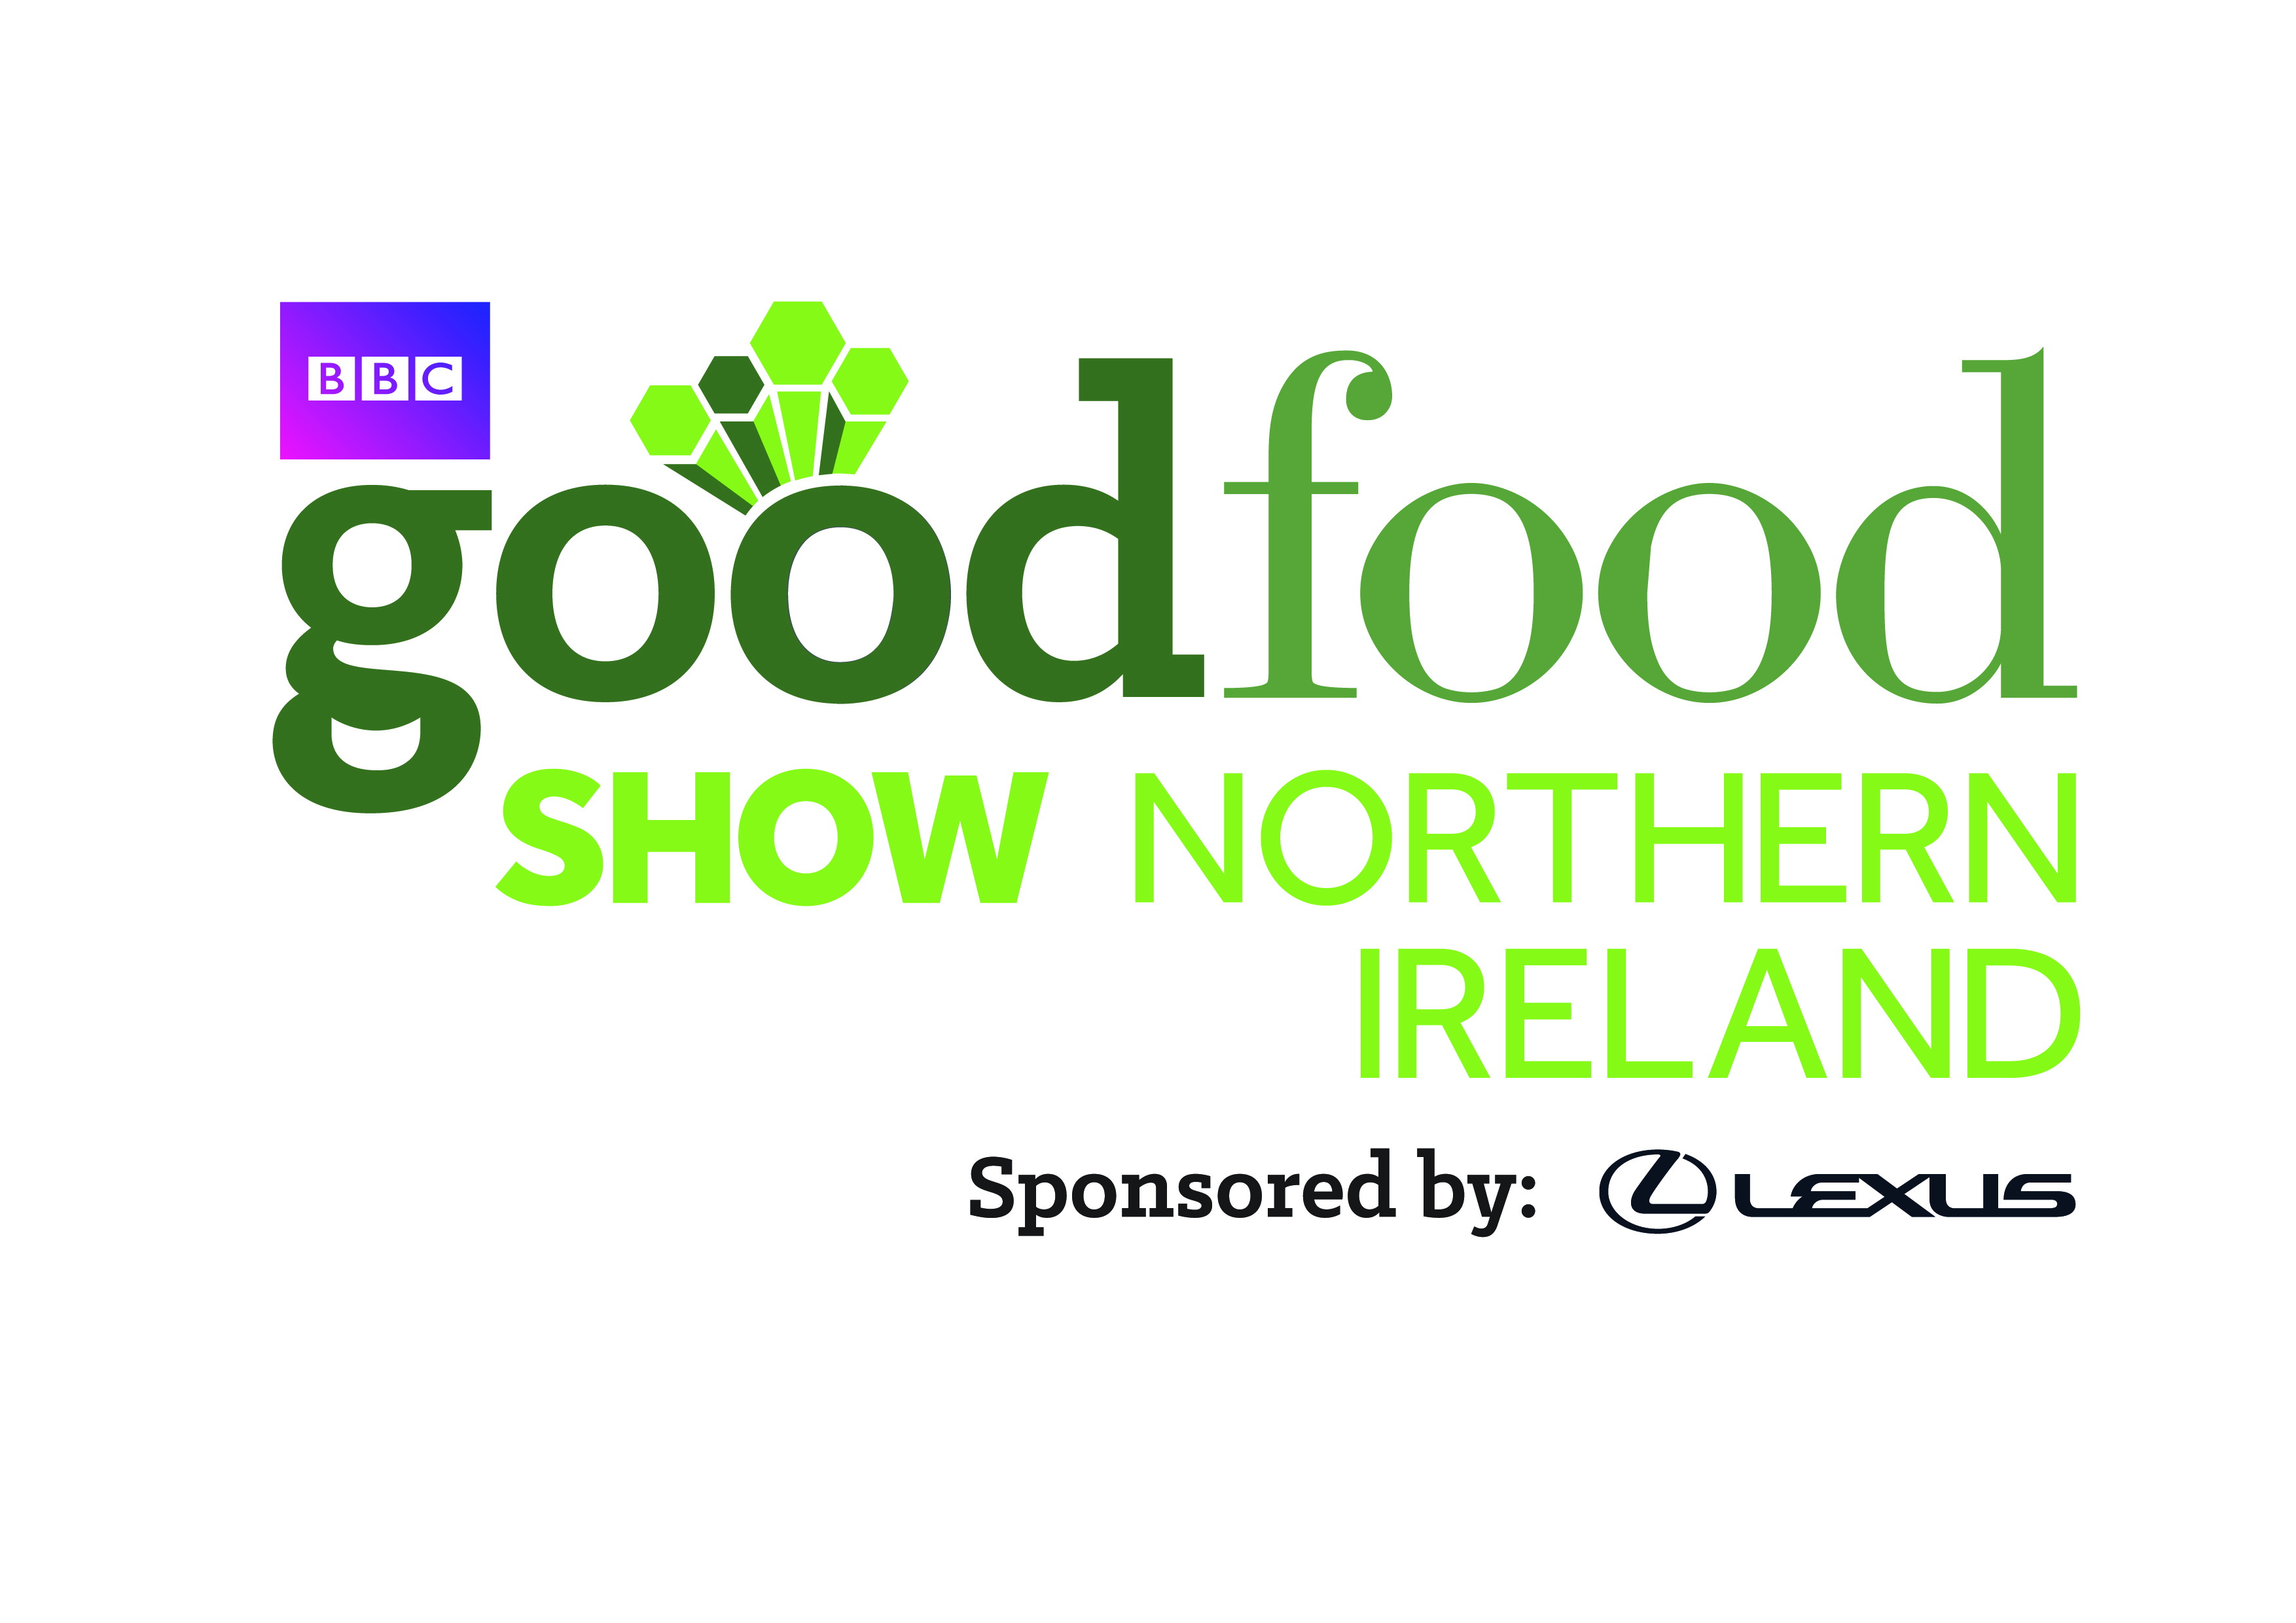 BBC
goodfood
SHOW NORTHERN
IRELAND
Sponsored by: LEXUS